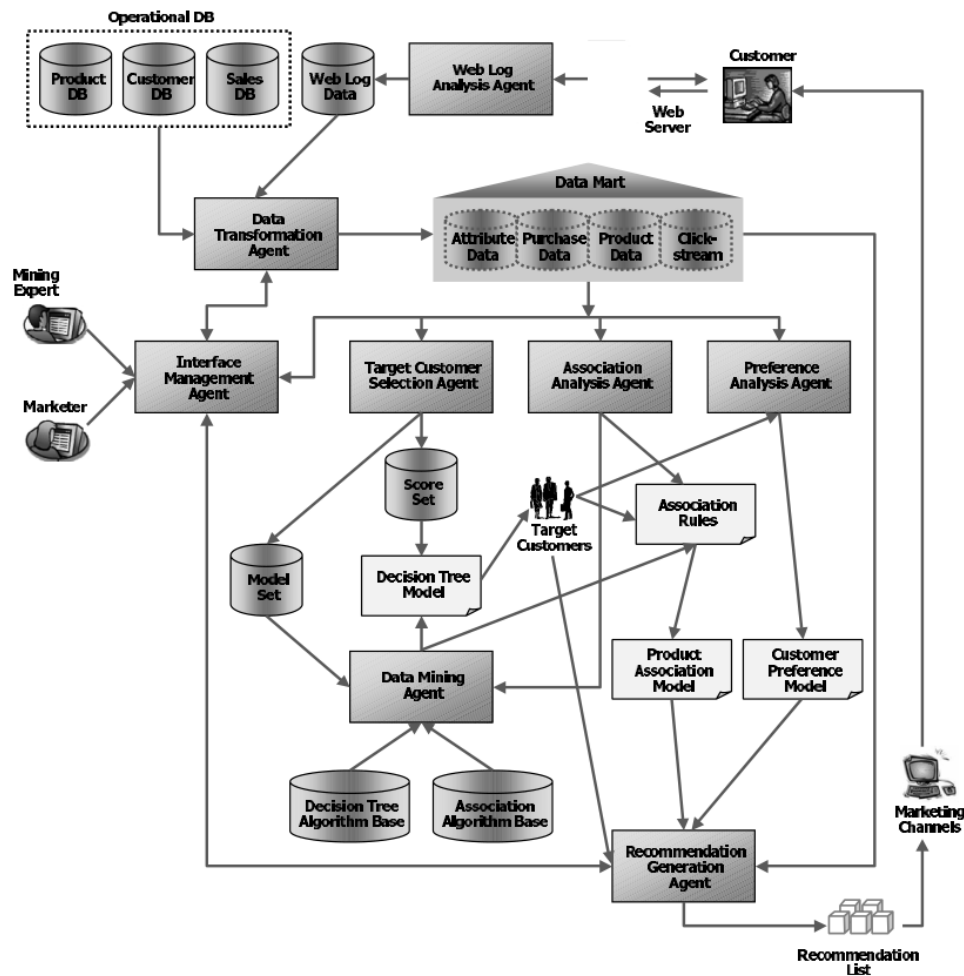 Operational DB
Product
DB
Customer
DB
Sales
DB
Web Log
Data
Web Log
Analysis Agent
Web
Server
Customer
Data Mart
Attribute
Data
Purchase
Data
Product
Data
Click-
stream
Data
Transformation
Agent
Mining
Expert
Marketer
Interface
Management
Agent
Target Customer
Selection Agent
Association
Analysis Agent
Preference
Analysis Agent
Score
Set
Target
Customers
Association
Rules
Model
Set
Decision Tree
Model
Data Mining
Agent
Product
Association
Model
Customer
Preference
Model
Decision Tree
Algorithm Base
Association
Algorithm Base
Recommendation
Generation
Agent
Marketing
Channels
Recommendation
List